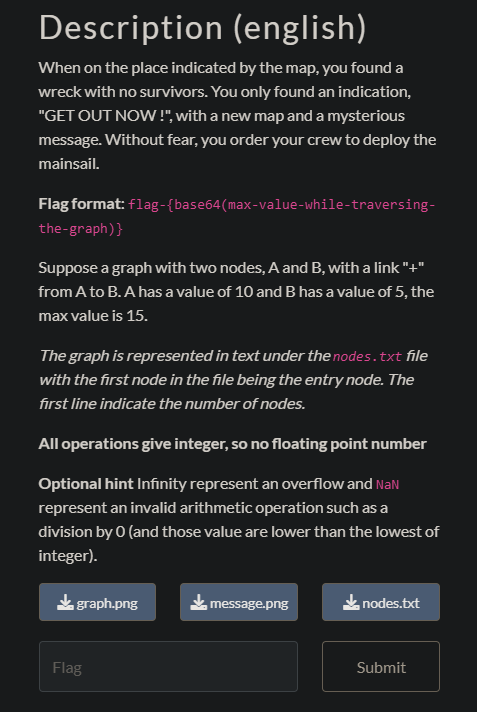 Description (english)
When on the place indicated by the map, you found a
wreck with no survivors. You only found an indication,
"GET OUT NOW !", with a new map and a mysterious
message. Without fear, you order your crew to deploy the
mainsail.
Flag format: flag-{base64(max-value-while-traversing-
the-graph)}
Suppose a graph with two nodes, A and B, with a link "+"
from A to B. A has a value of 10 and B has a value of 5, the
max value is 15.
The graph is represented in text under the nodes.txt file
with the first node in the file being the entry node. The
first line indicate the number of nodes.
All operations give integer, so no floating point number
Optional hint Infinity represent an overflow and NaN
represent an invalid arithmetic operation such as a
division by 0 (and those value are lower than the lowest of
integer).
graph.png message.png nodes.txt
Flag Submit